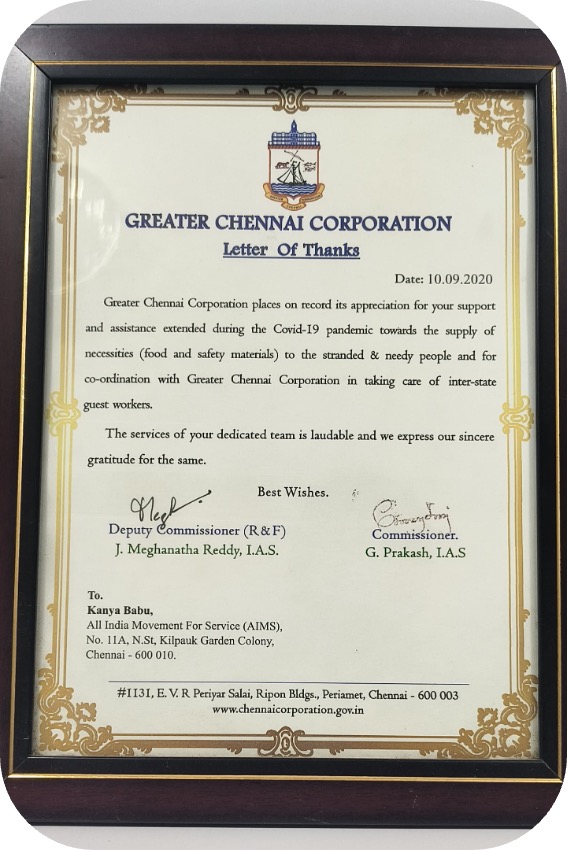 GREATER CHENNAI CORPORATION
Letter Of Thanks
Date: 10.09.2020
Greater Chennai Corporation places on record its appreciation for your support
and assistance extended during the Covid-19 pandemic towards the supply of
necessities (food and safety materials) to the stranded & needy people and for
co-ordination with Greater Chennai Corporation in taking care of inter-state
guest workers.
The services of your dedicated team is laudable and we express our sincere
gratitude for the same.
Best Wishes.
Deputy Commissioner (R&F)
J. Meghanatha Reddy, I.A.S.
Commissioner.
G. Prakash, I.A.S
To.
Kanya Babu,
All India Movement For Service (AIMS),
No. 11A, N.St, Kilpauk Garden Colony,
Chennai - 600 010.
#1131, E. V. R Periyar Salai, Ripon Bldgs., Periamet, Chennai - 600 003
www.chennaicorporation.gov.in